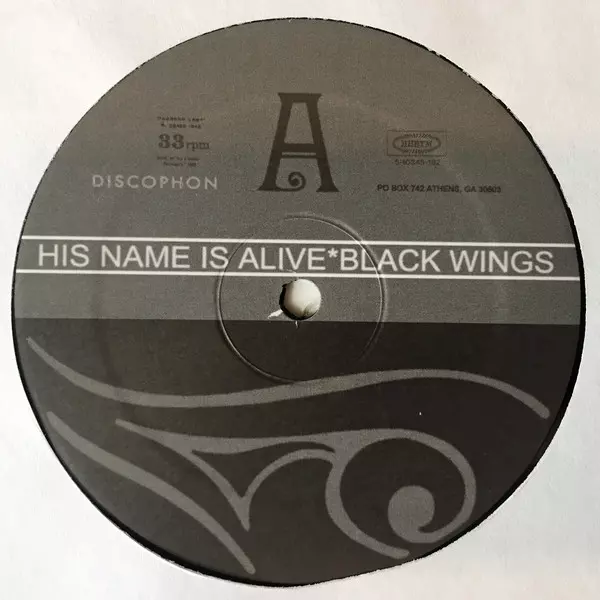 A
33rpm
DISCOPHON
PO BOX 742 ATHENS, GA 30603
HIS NAME IS ALIVE*BLACK WINGS